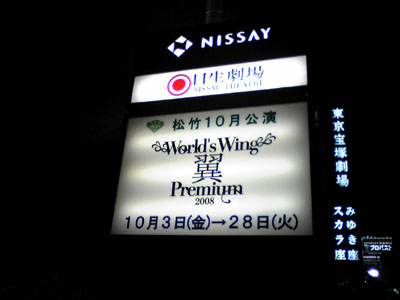 NISSAY
日生劇場
NISSAY THEATRE
松竹10月公演
World's Wing
翼
Premium
2008
10月3日(金)→28日(火)
東京宝塚劇場
みゆき座
スカラ座